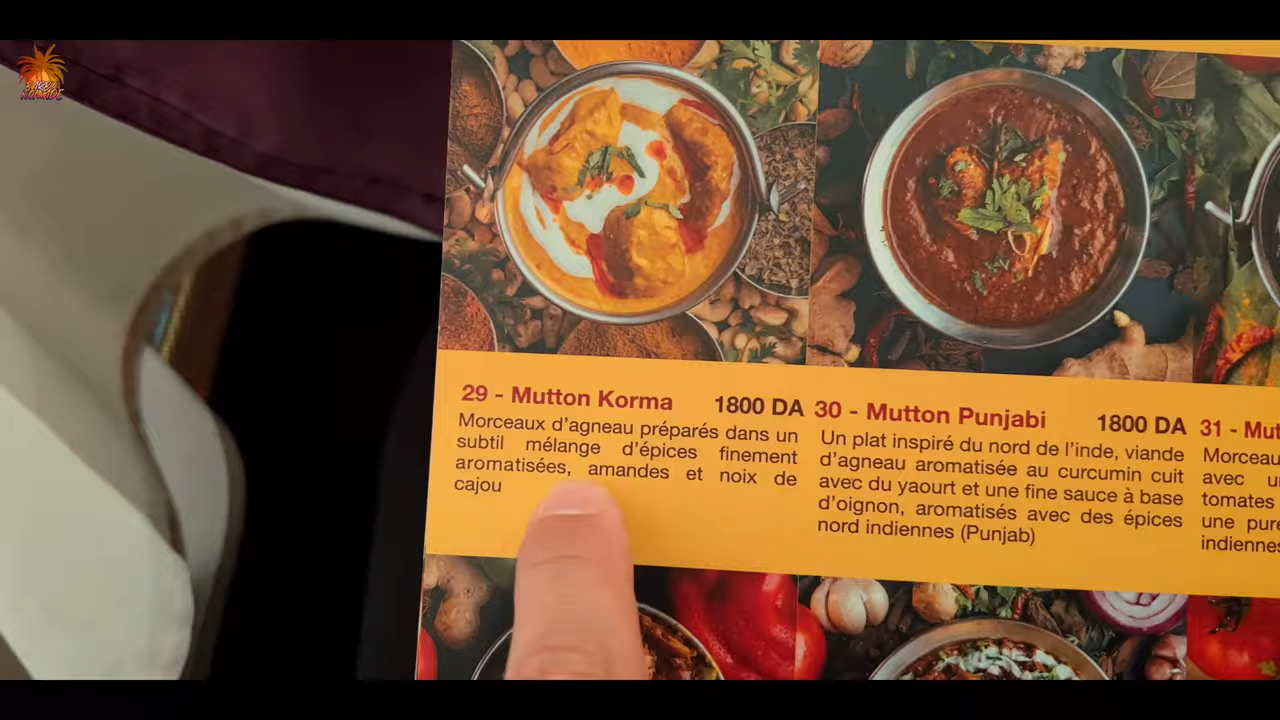 29 - Mutton Korma 1800 DA
Morceaux d'agneau préparés dans un
subtil mélange d'épices finement
aromatisées, amandes et noix de
cajou
30 - Mutton Punjabi 1800 DA
Un plat inspiré du nord de l'inde, viande
d'agneau aromatisée au curcumin cuit
avec du yaourt et une fine sauce à base
d'oignon, aromatisés avec des épices
nord indiennes (Punjab)
31 - Mut
Morceau
avec u
tomates
une puré
indiennes